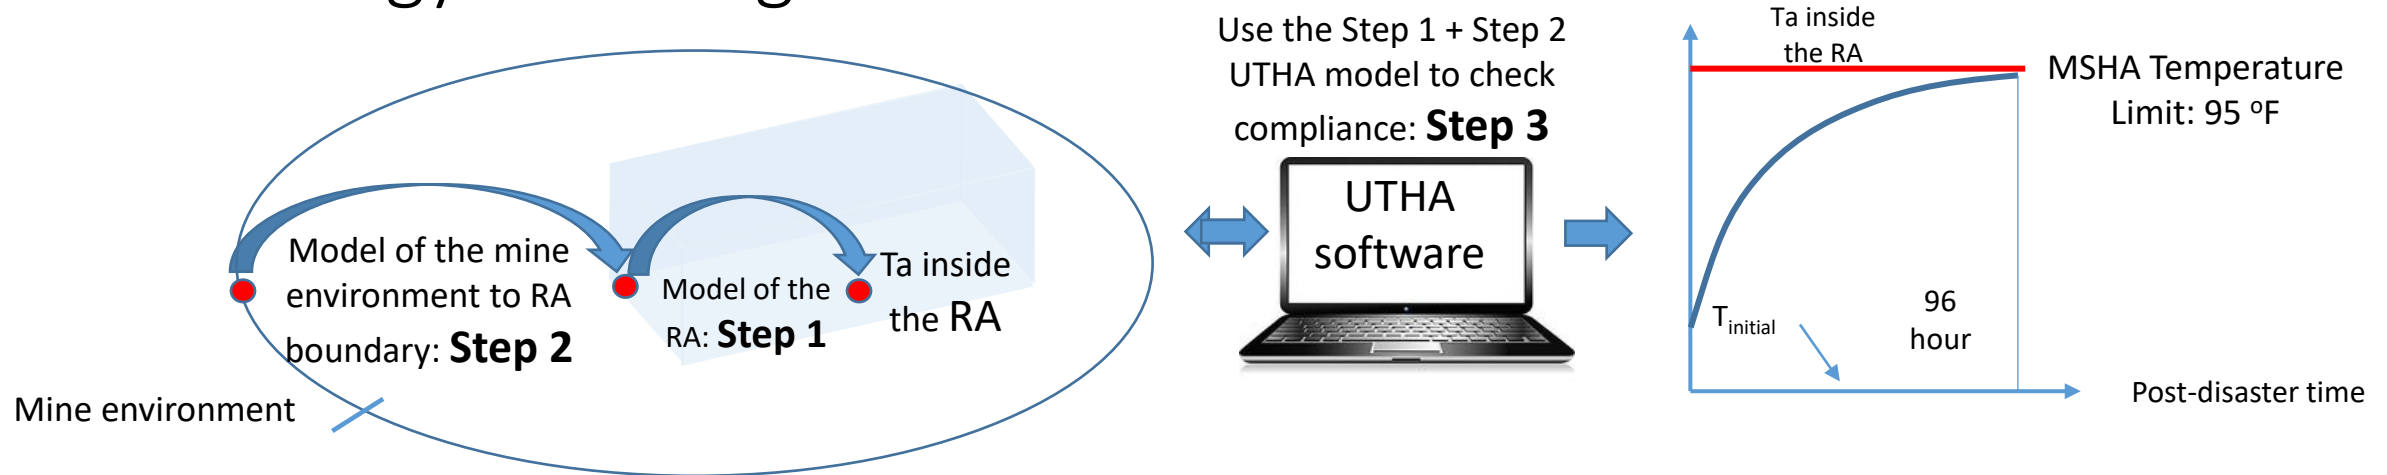 Model of the mine
environment to RA
boundary: Step 2
Model of the
RA: Step 1
Ta inside
the RA
Mine environment
Use the Step 1 + Step 2
UTHA model to check
compliance: Step 3
UTHA
software
Ta inside
the RA
MSHA Temperature
Limit: 95 ºF
T_initial
96
hour
Post-disaster time